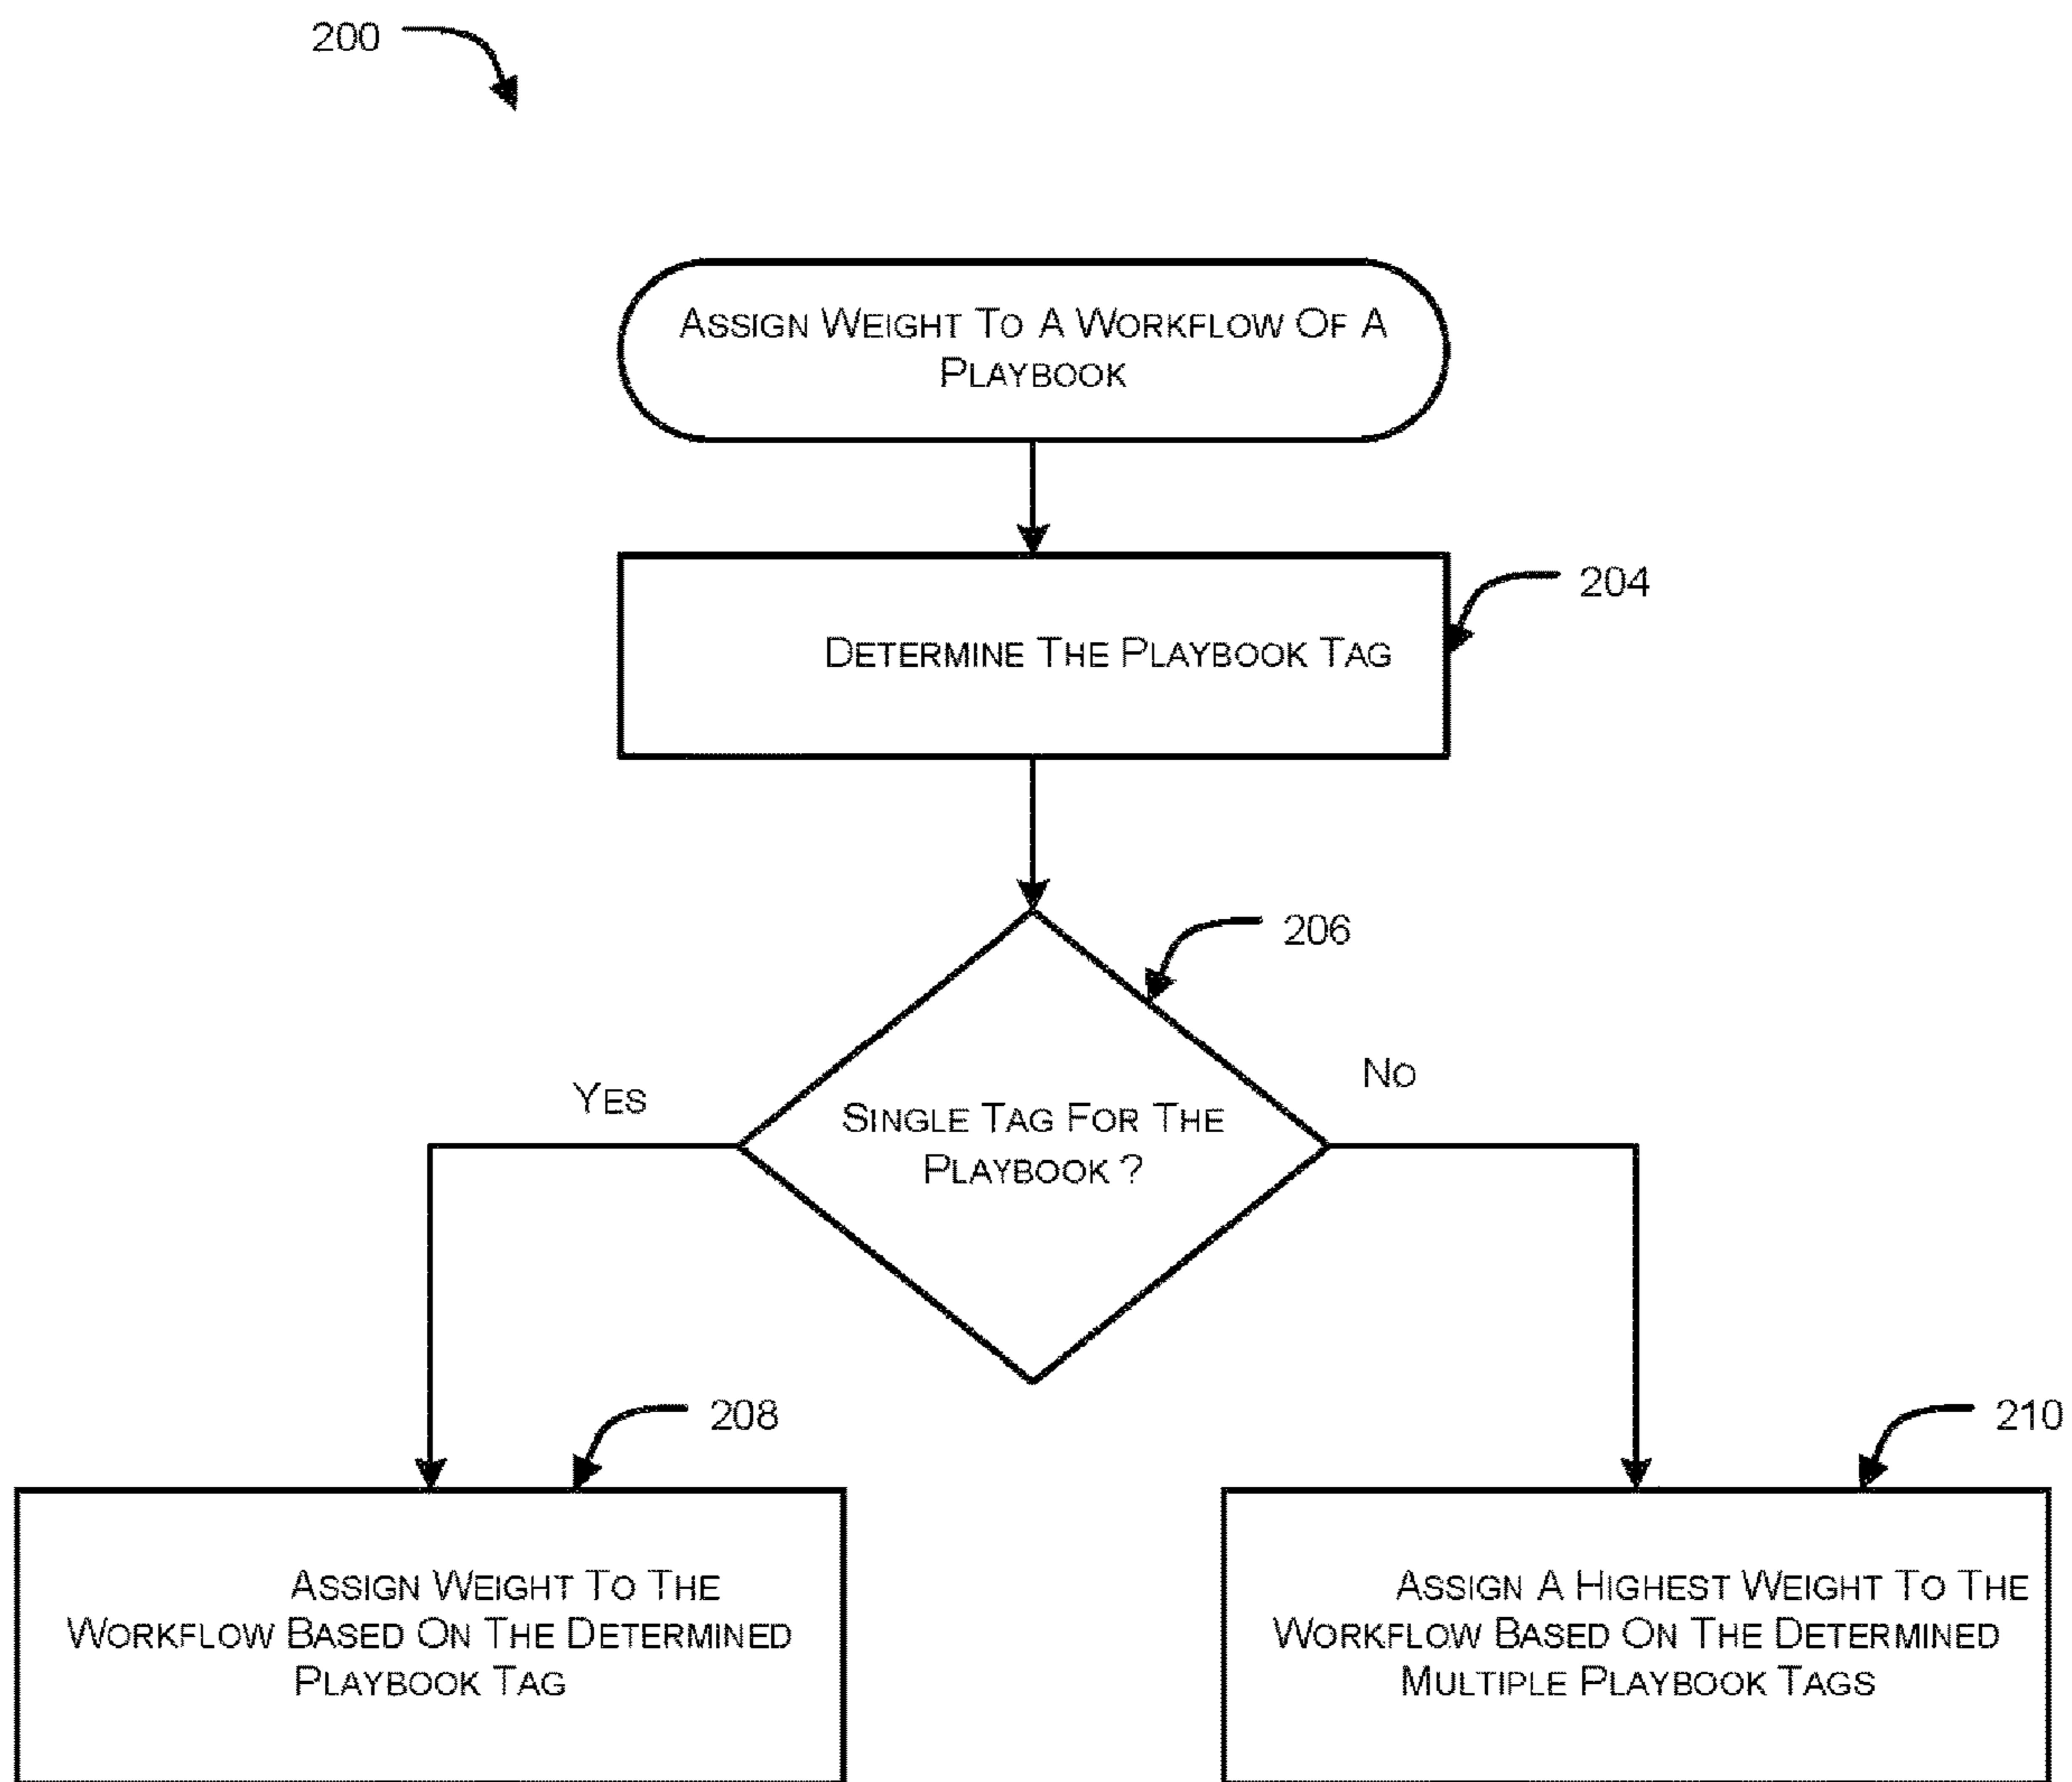 200
ASSIGN WEIGHT TO A WORKFLOW OF A
PLAYBOOK
204
DETERMINE THE PLAYBOOK TAG
206
YES
NO
SINGLE TAG FOR THE
PLAYBOOK ?
208
210
ASSIGN WEIGHT TO THE
WORKFLOW BASED ON THE DETERMINED
PLAYBOOK TAG
ASSIGN A HIGHEST WEIGHT TO THE
WORKFLOW BASED ON THE DETERMINED
MULTIPLE PLAYBOOK TAGS